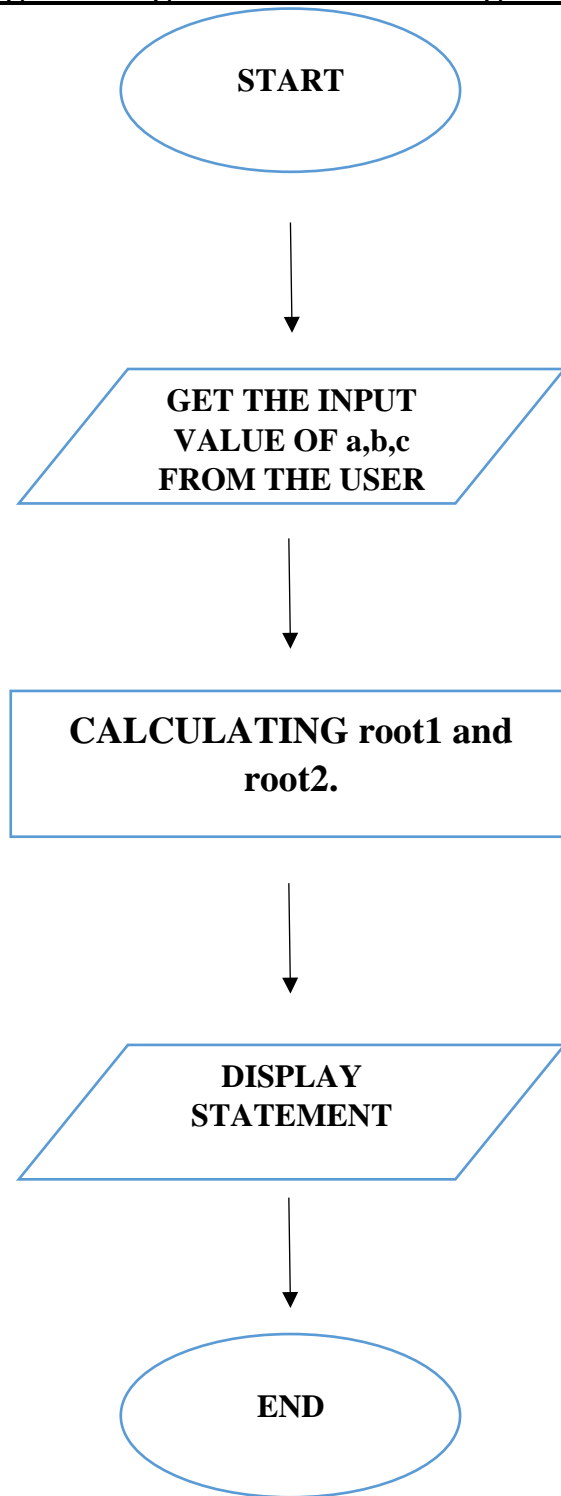 START
GET THE INPUT
VALUE OF a,b,c
FROM THE USER
CALCULATING root1 and
root2.
DISPLAY
STATEMENT
END